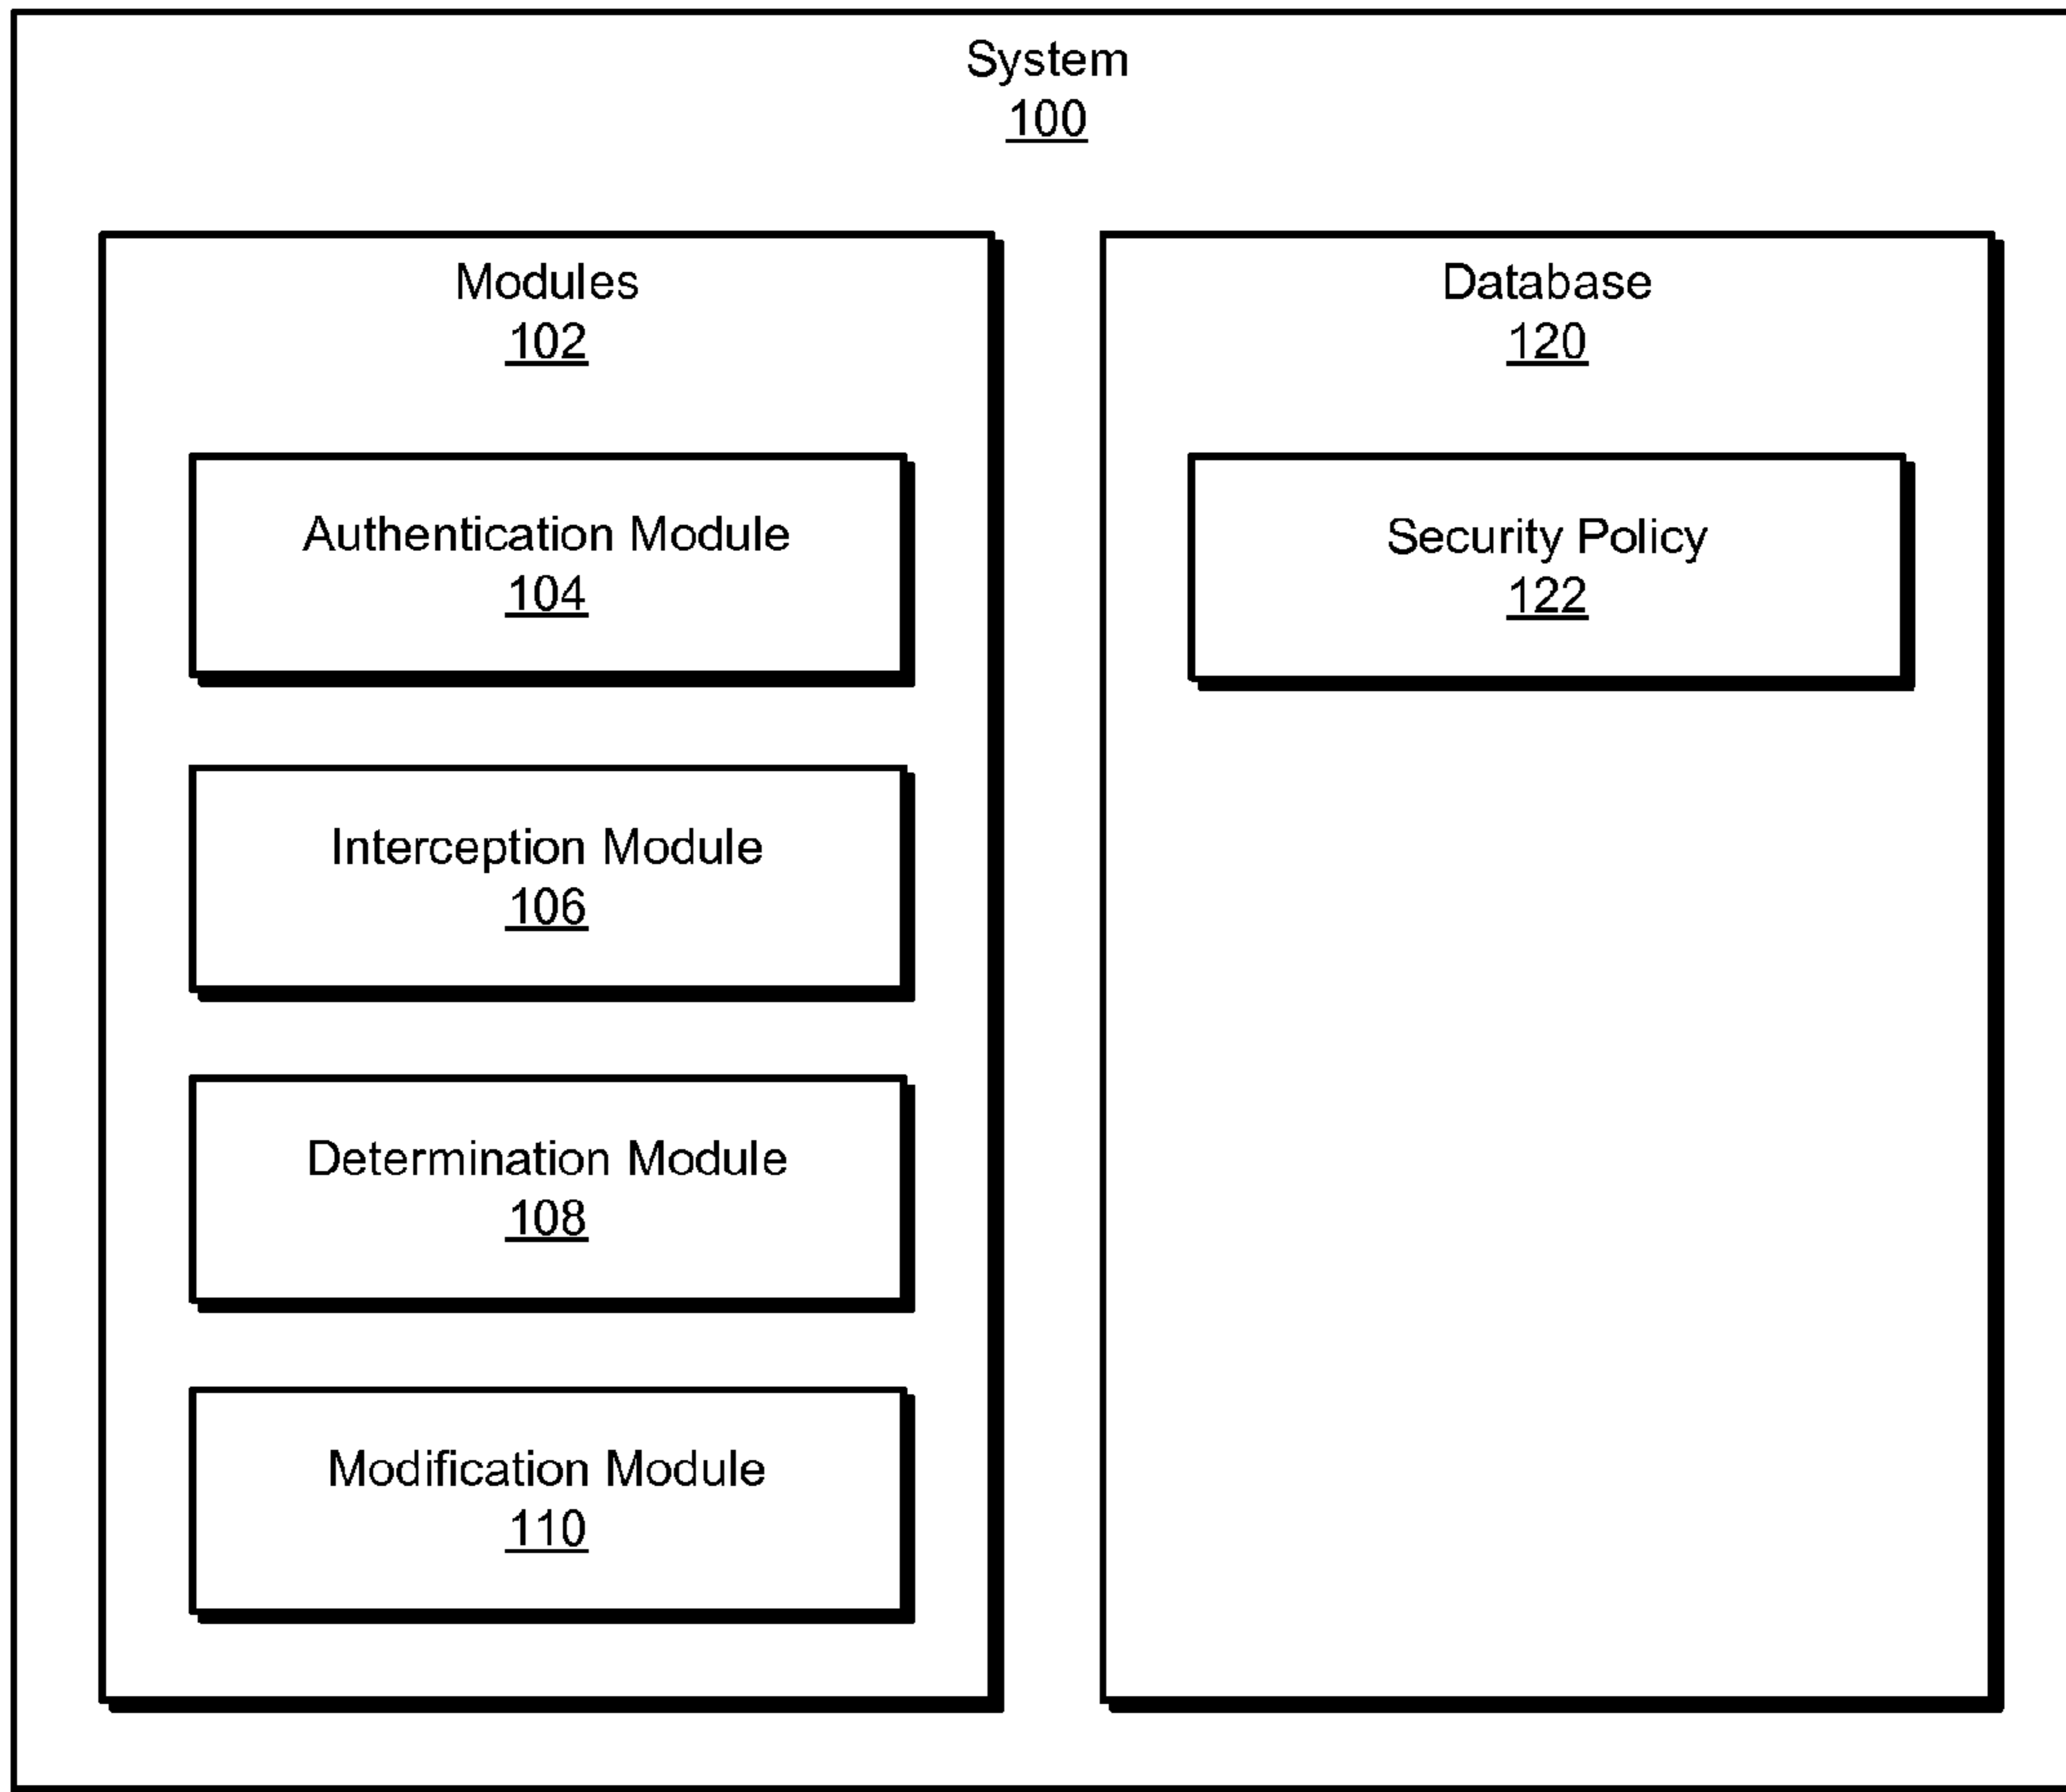 System
100
Modules
102
Authentication Module
104
Interception Module
106
Determination Module
108
Modification Module
110
Database
120
Security Policy
122